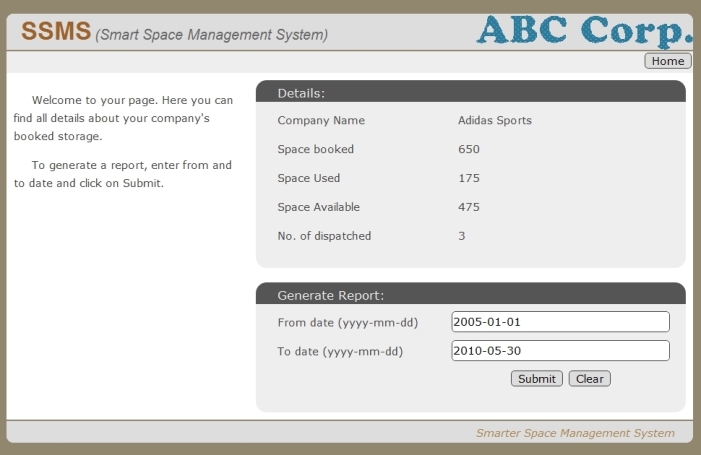 SSMS (Smart Space Management System)
ABC Corp.
Home
Welcome to your page. Here you can
find all details about your company's
booked storage.
To generate a report, enter from and
to date and click on Submit.
Details:
Company Name Adidas Sports
Space booked 650
Space Used 175
Space Available 475
No. of dispatched 3
Generate Report:
From date (yyyy-mm-dd) 2005-01-01
To date (yyyy-mm-dd) 2010-05-30
Submit Clear
Smarter Space Management System